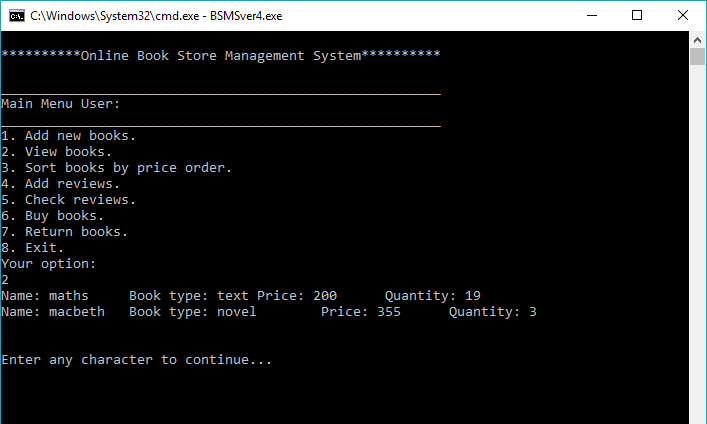 C:\Windows\System32\cmd.exe - BSMSver4.exe
**********Online Book Store Management System**********
_______________________________________________________
Main Menu User:
_______________________________________________________
1. Add new books.
2. View books.
3. Sort books by price order.
4. Add reviews.
5. Check reviews.
6. Buy books.
7. Return books.
8. Exit.
Your option:
2
Name: maths     Book type: text Price: 200      Quantity: 19
Name: macbeth   Book type: novel        Price: 355      Quantity: 3
Enter any character to continue...